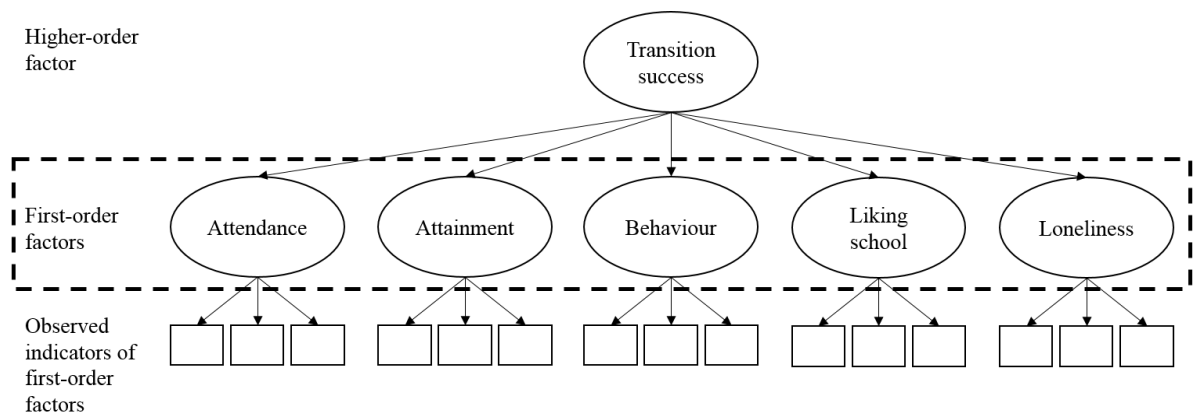 Higher-order
factor
Transition
success
First-order
factors
Attendance
Attainment
Behaviour
Liking
school
Loneliness
Observed
indicators of
first-order
factors